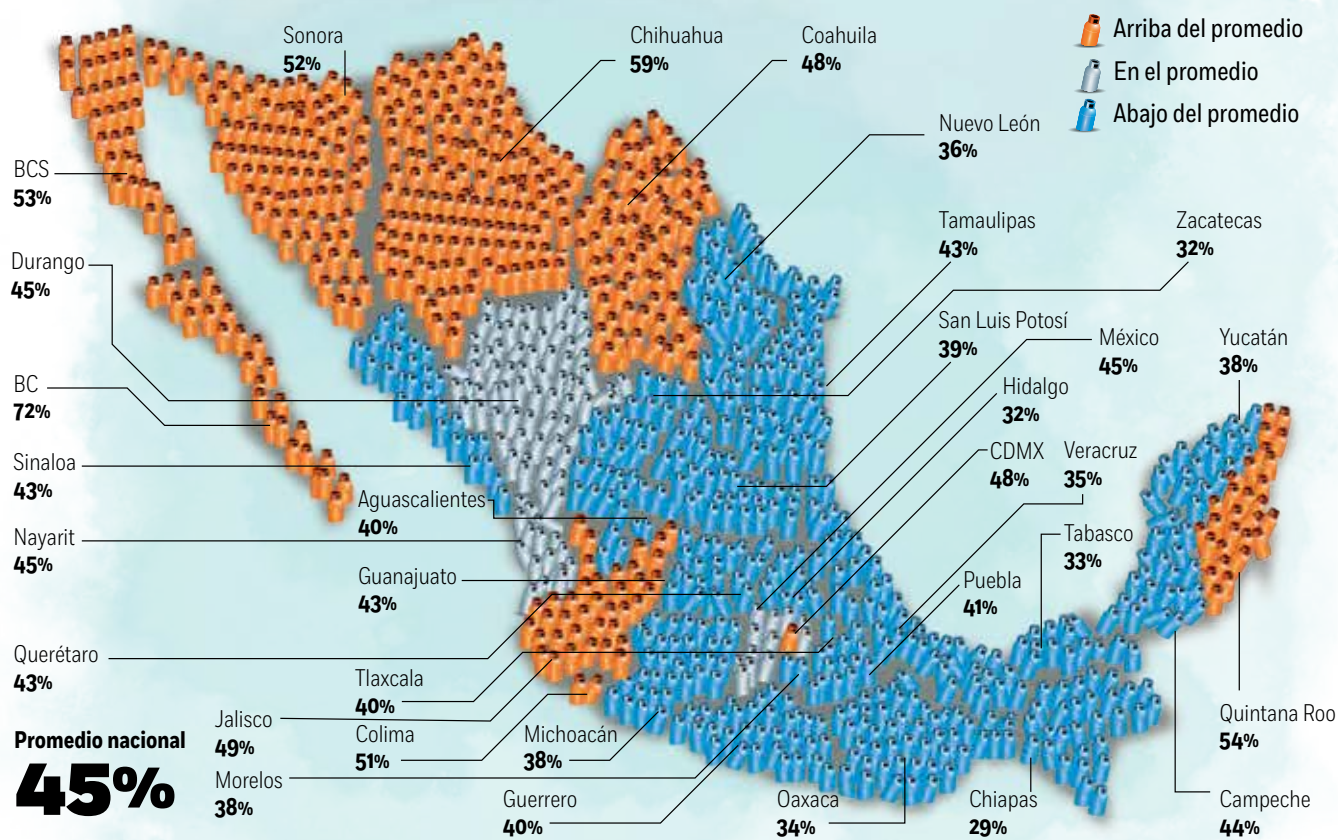 Sonora
52%
Chihuahua
59%
Coahuila
48%
Arriba del promedio
En el promedio
Abajo del promedio
Nuevo León
36%
BCS
53%
Tamaulipas
43%
Zacatecas
32%
Durango
45%
San Luis Potosí
39%
México
45%
Yucatán
38%
BC
72%
Hidalgo
32%
CDMX
48%
Veracruz
35%
Sinaloa
43%
Aguascalientes
40%
Nayarit
45%
Tabasco
33%
Guanajuato
43%
Puebla
41%
Querétaro
43%
Tlaxcala
40%
Jalisco
49%
Colima
51%
Michoacán
38%
Quintana Roo
54%
Promedio nacional
45%
Morelos
38%
Guerrero
40%
Oaxaca
34%
Chiapas
29%
Campeche
44%